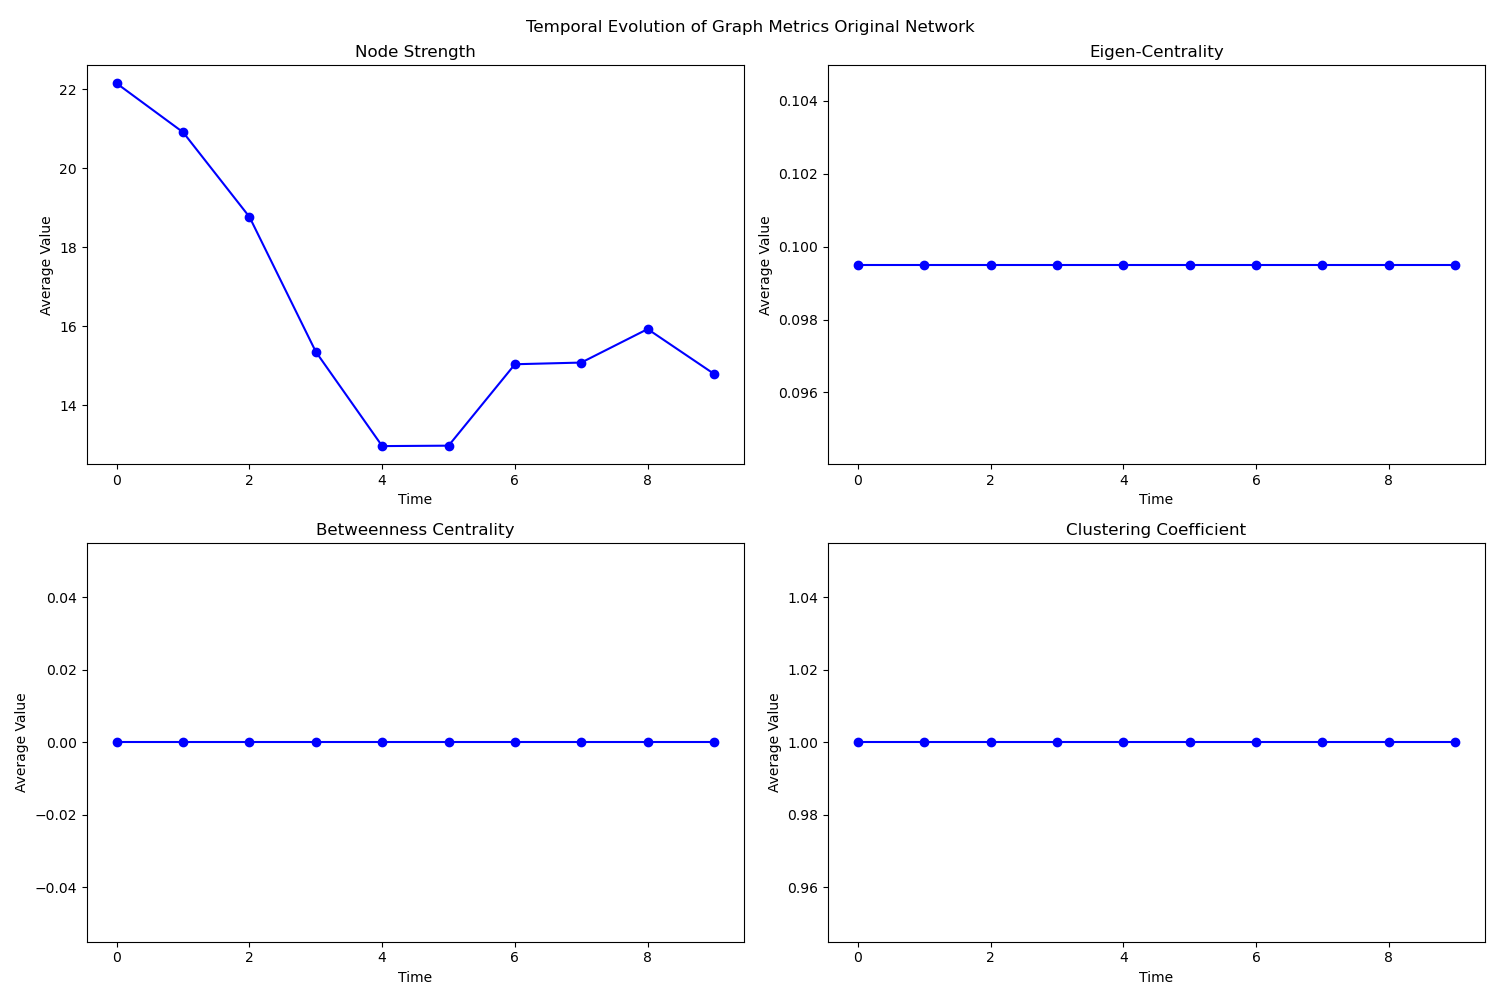 Temporal Evolution of Graph Metrics Original Network
Node Strength
22
20
18
16
14
Average Value
0 2 4 6 8
Time
Eigen-Centrality
0.104
0.102
0.100
0.098
0.096
Average Value
0 2 4 6 8
Time
Betweenness Centrality
0.04
0.02
0.00
−0.02
−0.04
Average Value
0 2 4 6 8
Time
Clustering Coefficient
1.04
1.02
1.00
0.98
0.96
Average Value
0 2 4 6 8
Time